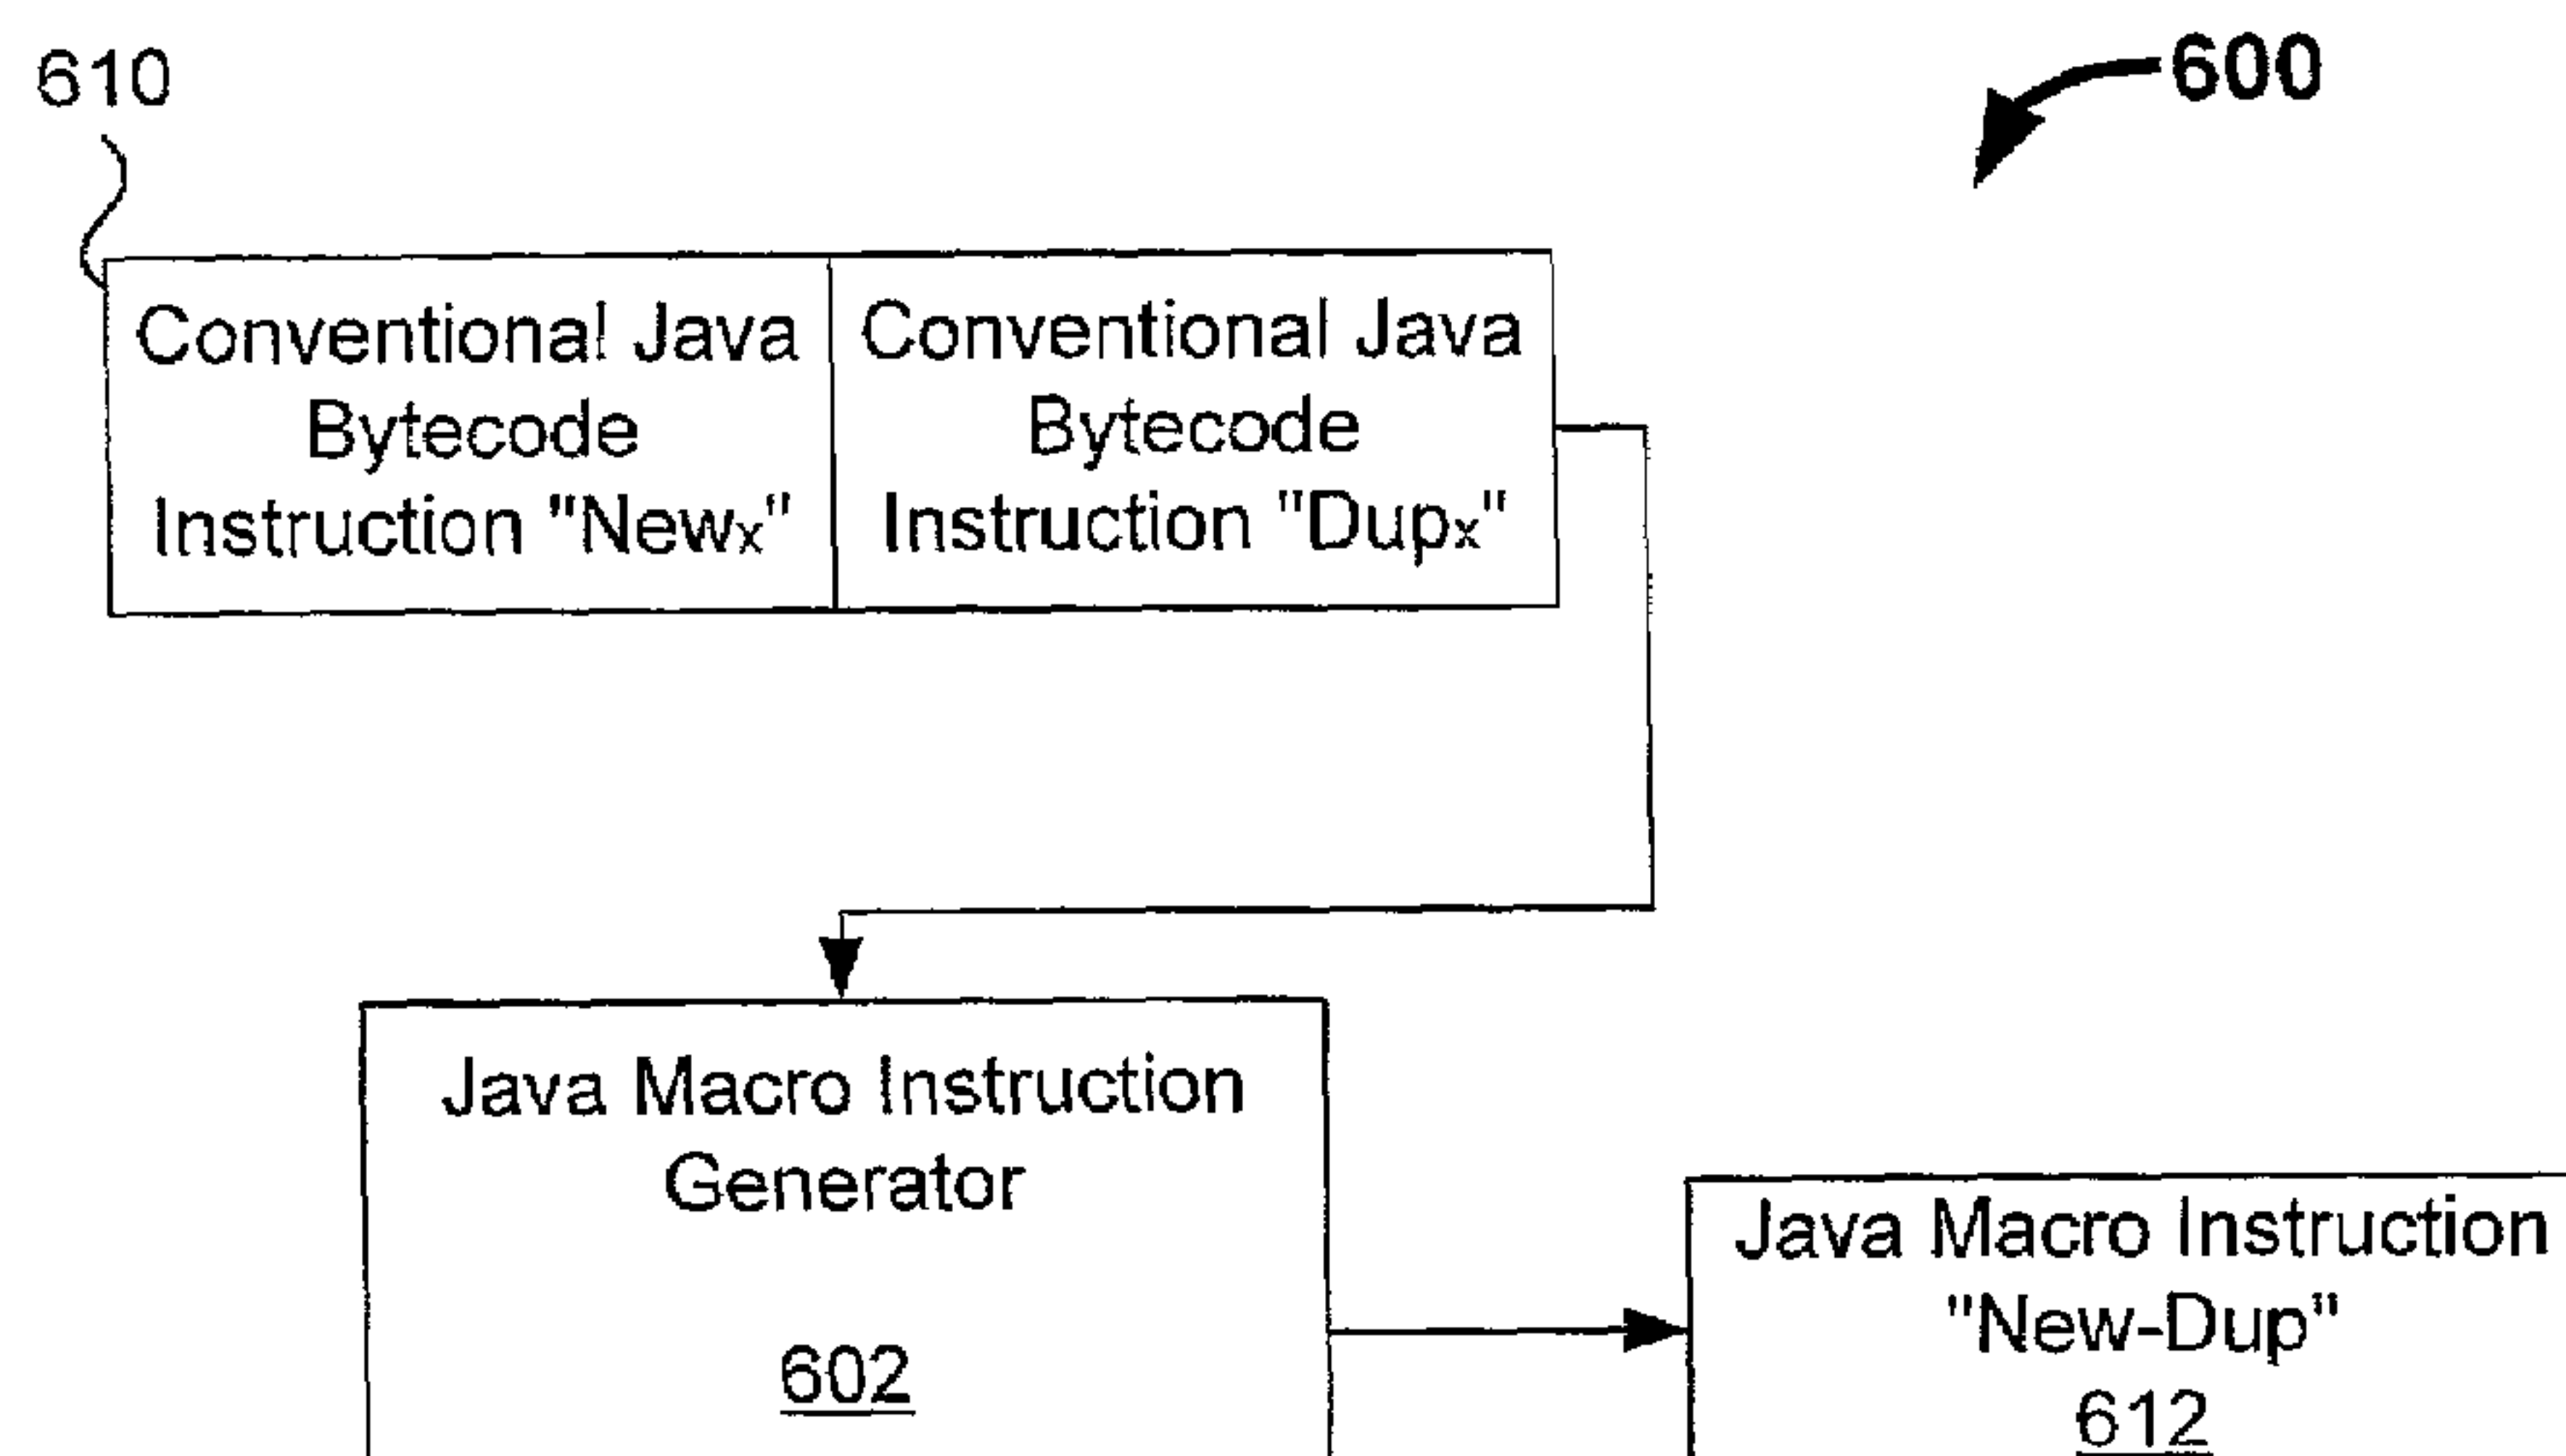 610
600
Conventional Java
Bytecode
Instruction "Newx"
Conventional Java
Bytecode
Instruction "Dupx"
Java Macro Instruction
Generator
602
Java Macro Instruction
"New-Dup"
612